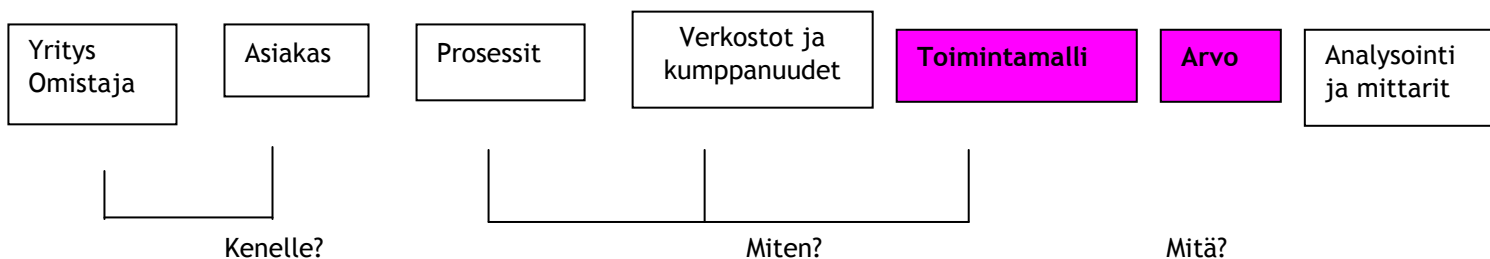 Yritys
Omistaja
Asiakas
Prosessit
Verkostot ja
kumppanuudet
Toimintamalli
Arvo
Analysointi
ja mittarit
Kenelle?
Miten?
Mitä?